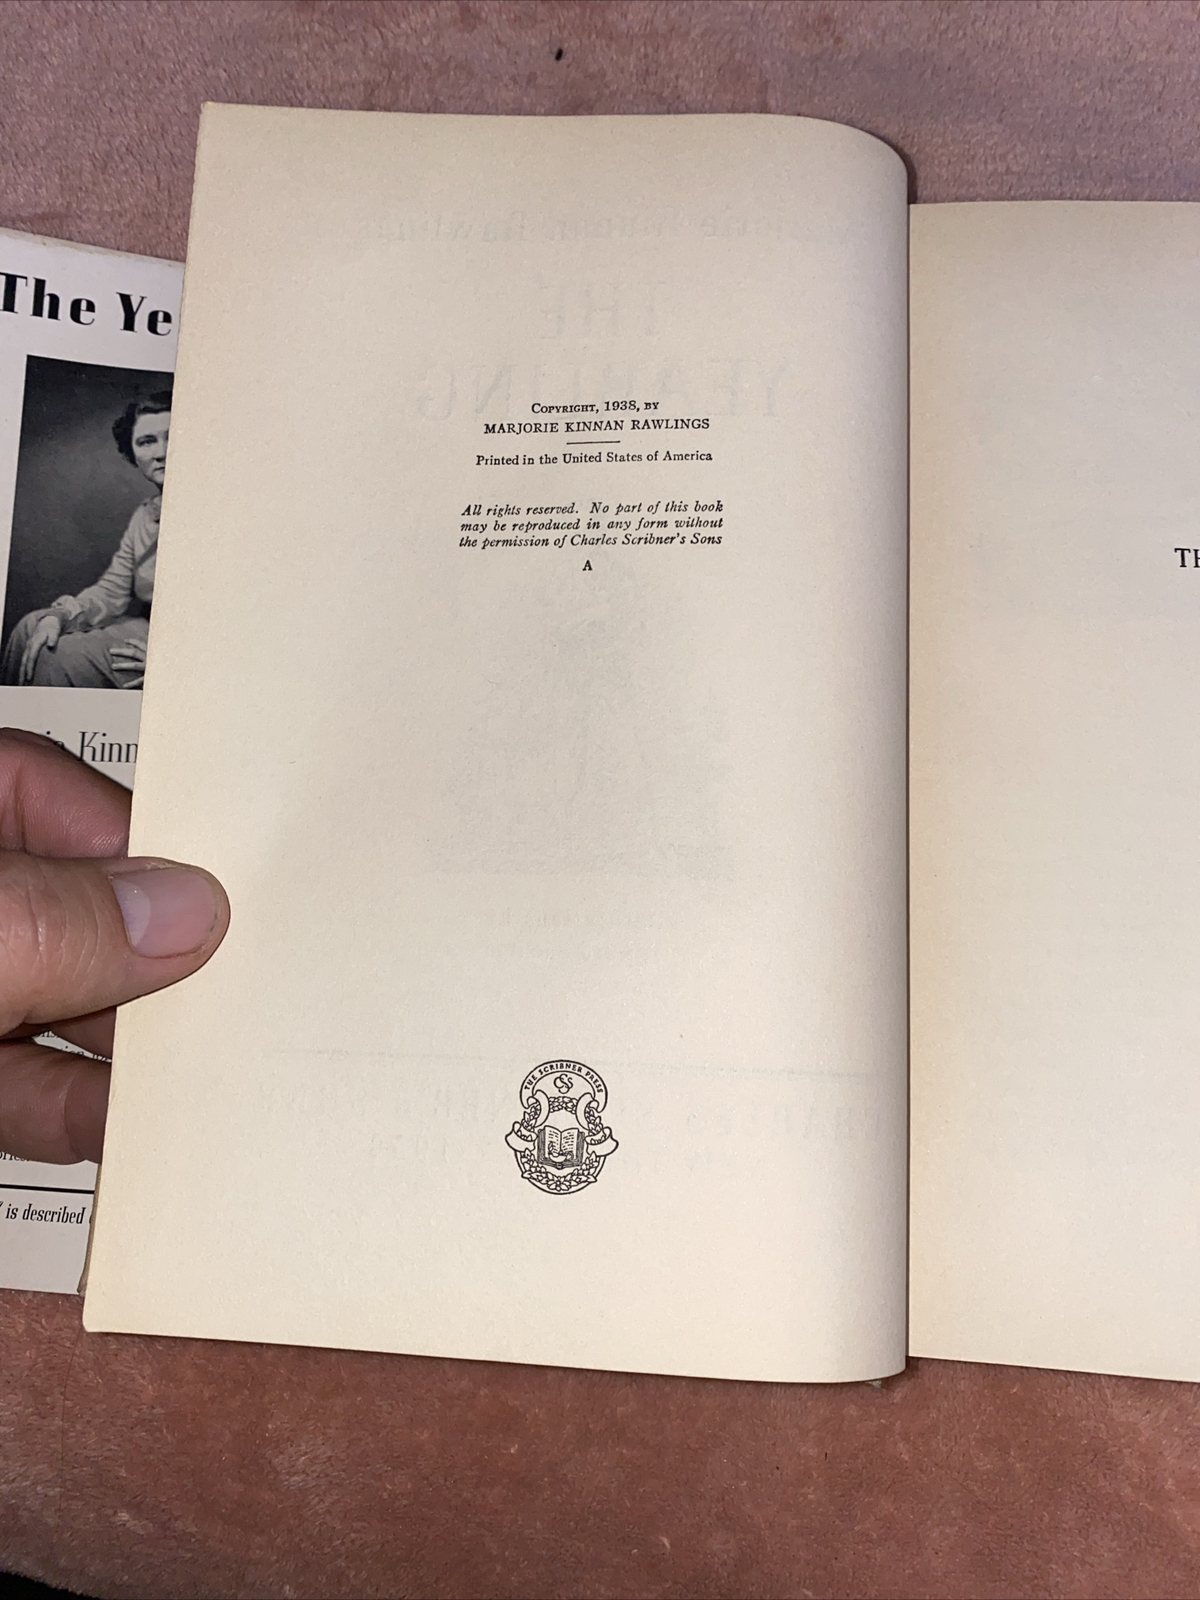 The Ye
Kinn
is described
COPYRIGHT, 1938, BY
MARJORIE KINNAN RAWLINGS
Printed in the United States of America
All rights reserved. No part of this book
may be reproduced in any form without
the permission of Charles Scribner's Sons
A
THE SCRIBNER PRESS
CSS
TH